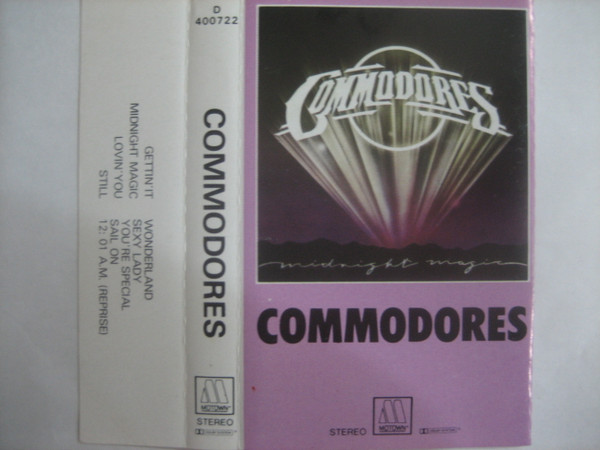 GETTIN'IT
MIDNIGHT MAGIC
LOVIN'YOU
STILL
WONDERLAND
SEXY LADY
YOU'RE SPECIAL
SAIL ON
12:01 A.M. (REPRISE)
D
400722
COMMODORES
MOTOWN
STEREO
COMMODORES
midnight magic
COMMODORES
STEREO
MOTOWN